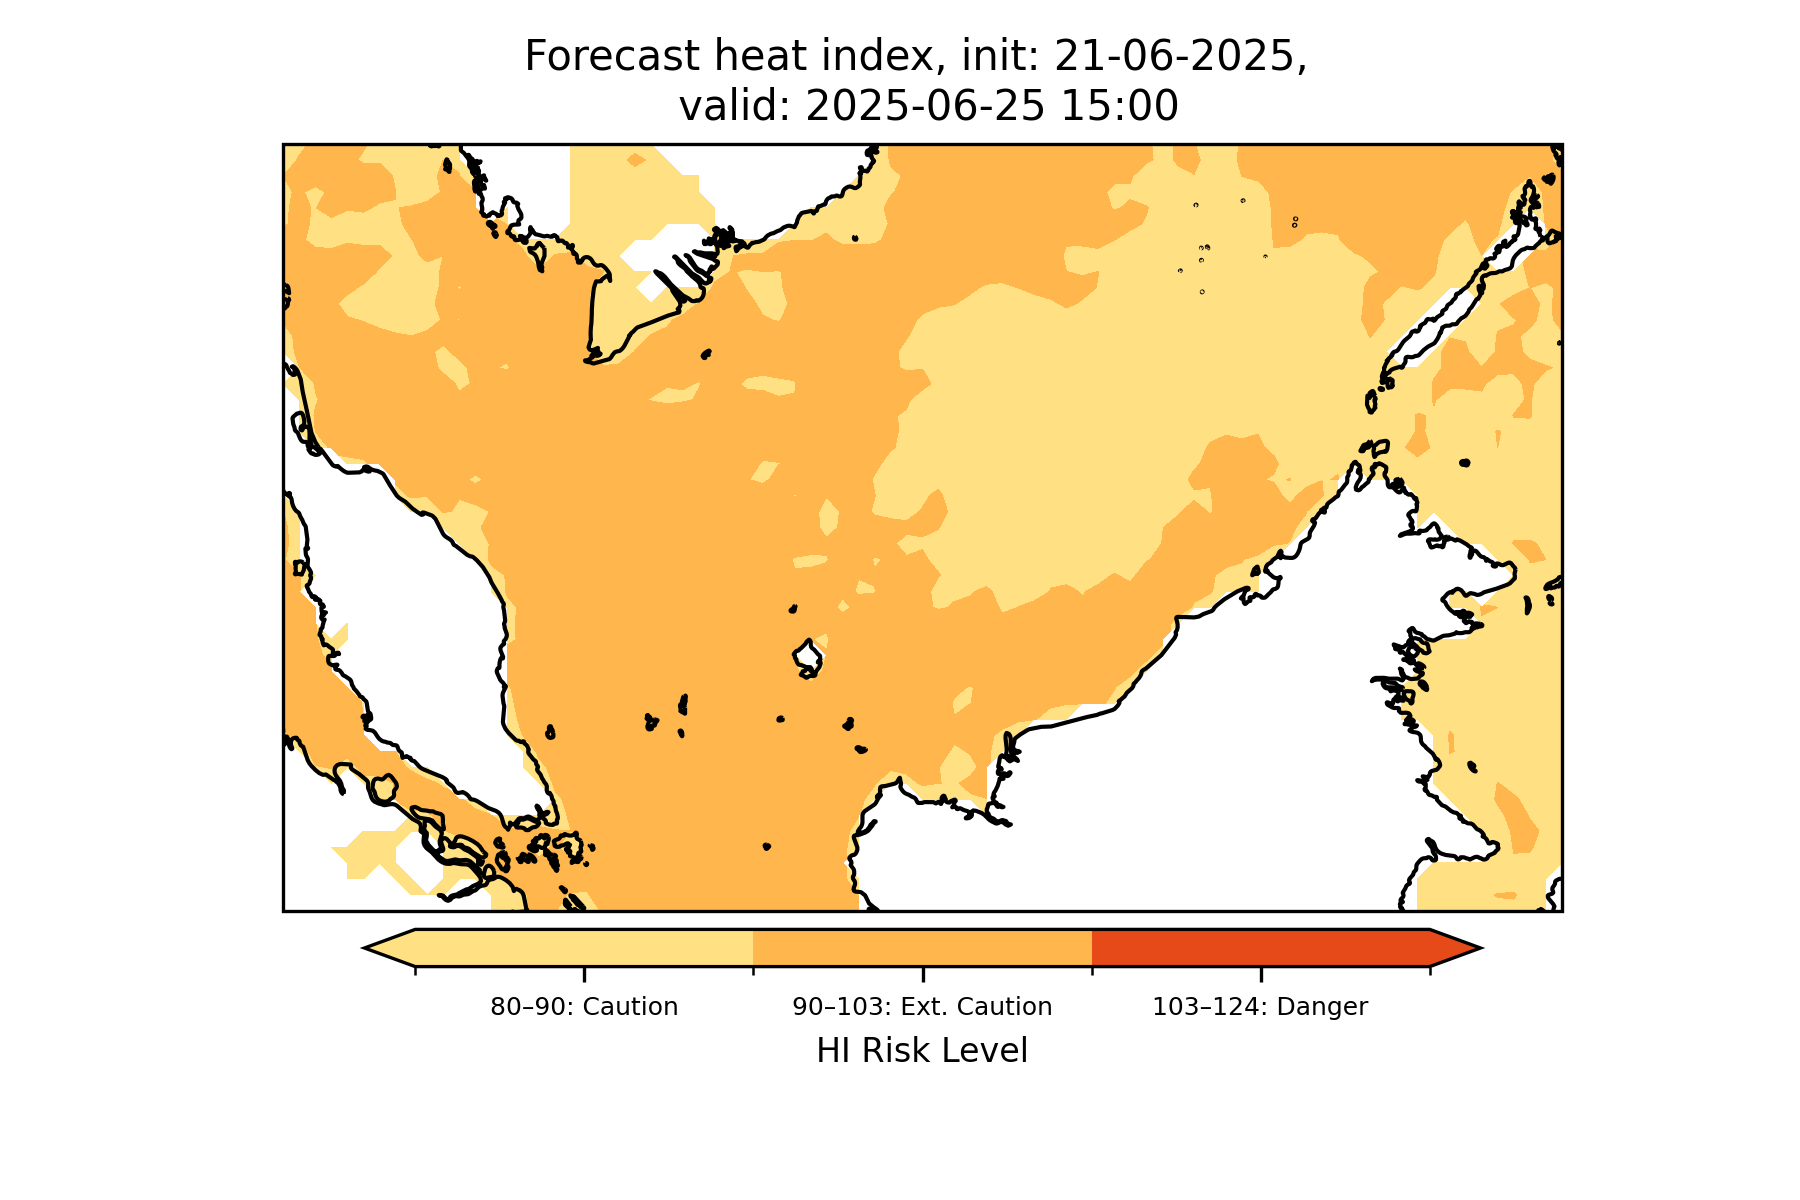 Forecast heat index, init: 21-06-2025,
valid: 2025-06-25 15:00
80–90: Caution
90–103: Ext. Caution
103–124: Danger
HI Risk Level